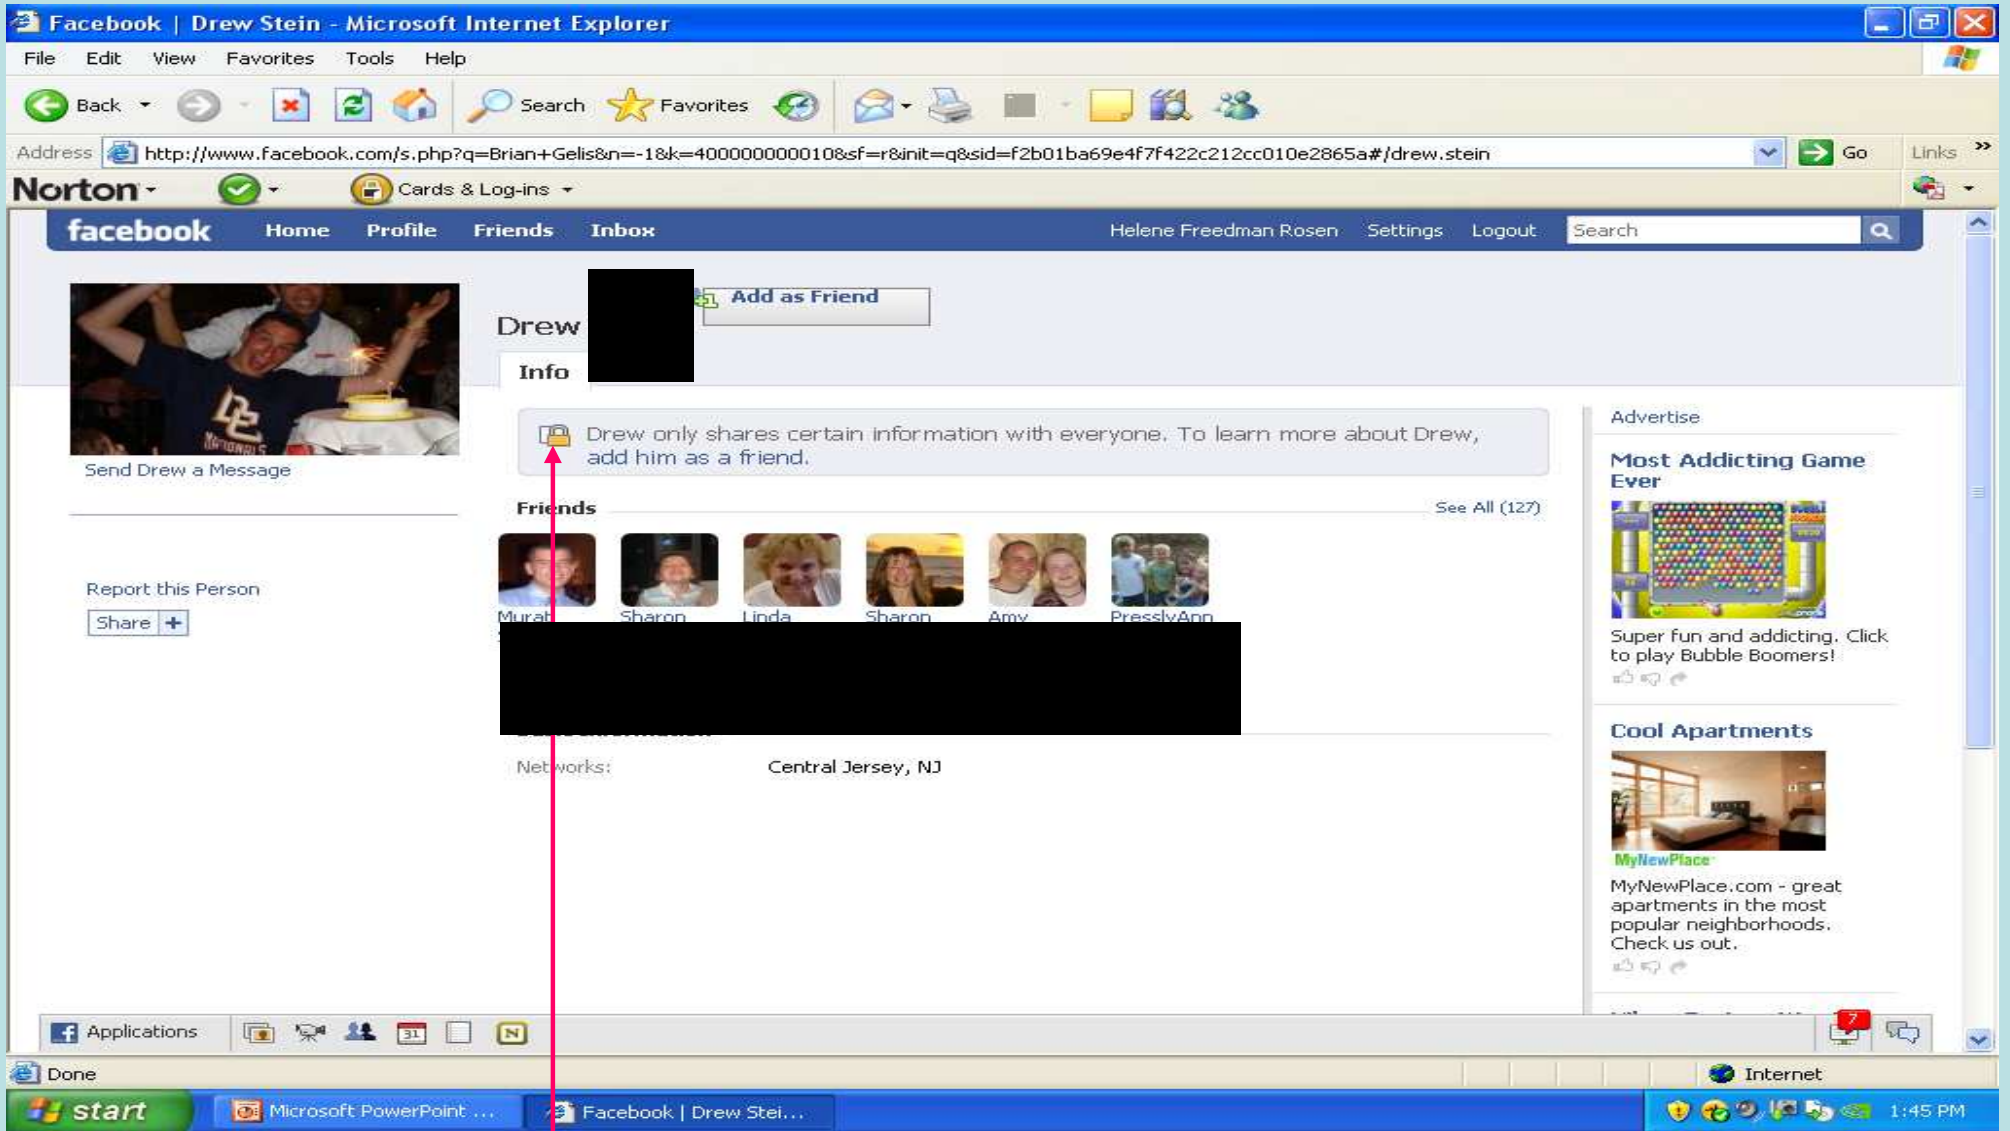 Facebook | Drew Stein - Microsoft Internet Explorer
File Edit View Favorites Tools Help
Back Search Favorites
Address http://www.facebook.com/s.php?q=Brian+Gelis&n=-1&k=400000000010&sf=r&init=q&sid=f2b01ba69e4f7f422c212cc010e2865a#/drew.stein Go Links »
Norton Cards & Log-ins
facebook Home Profile Friends Inbox Helene Freedman Rosen Settings Logout Search
Add as Friend
Drew
Info
Drew only shares certain information with everyone. To learn more about Drew,
add him as a friend.
Send Drew a Message
Report this Person
Share +
Friends See All (127)
Murat Sharon Linda Sharon Amy PresslyAnn
Networks: Central Jersey, NJ
Advertise
Most Addicting Game
Ever
Super fun and addicting. Click
to play Bubble Boomers!
Cool Apartments
MyNewPlace
MyNewPlace.com - great
apartments in the most
popular neighborhoods.
Check us out.
Applications 31 N 7
Done Internet
start Microsoft PowerPoint ... Facebook | Drew Stei... 1:45 PM